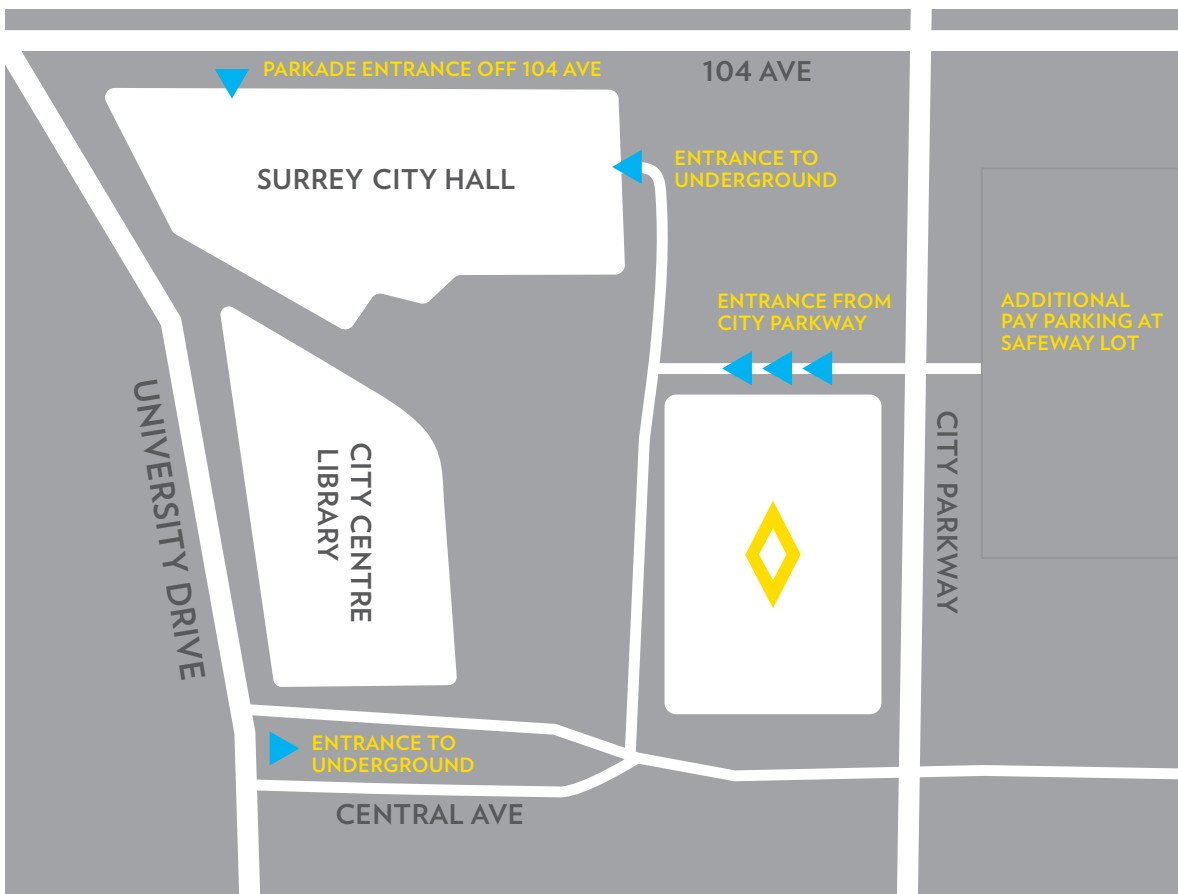 PARKADE ENTRANCE OFF 104 AVE
104 AVE
SURREY CITY HALL
ENTRANCE TO
UNDERGROUND
ENTRANCE FROM
CITY PARKWAY
ADDITIONAL
PAY PARKING AT
SAFEWAY LOT
UNIVERSITY DRIVE
CITY CENTRE
LIBRARY
CITY PARKWAY
ENTRANCE TO
UNDERGROUND
CENTRAL AVE